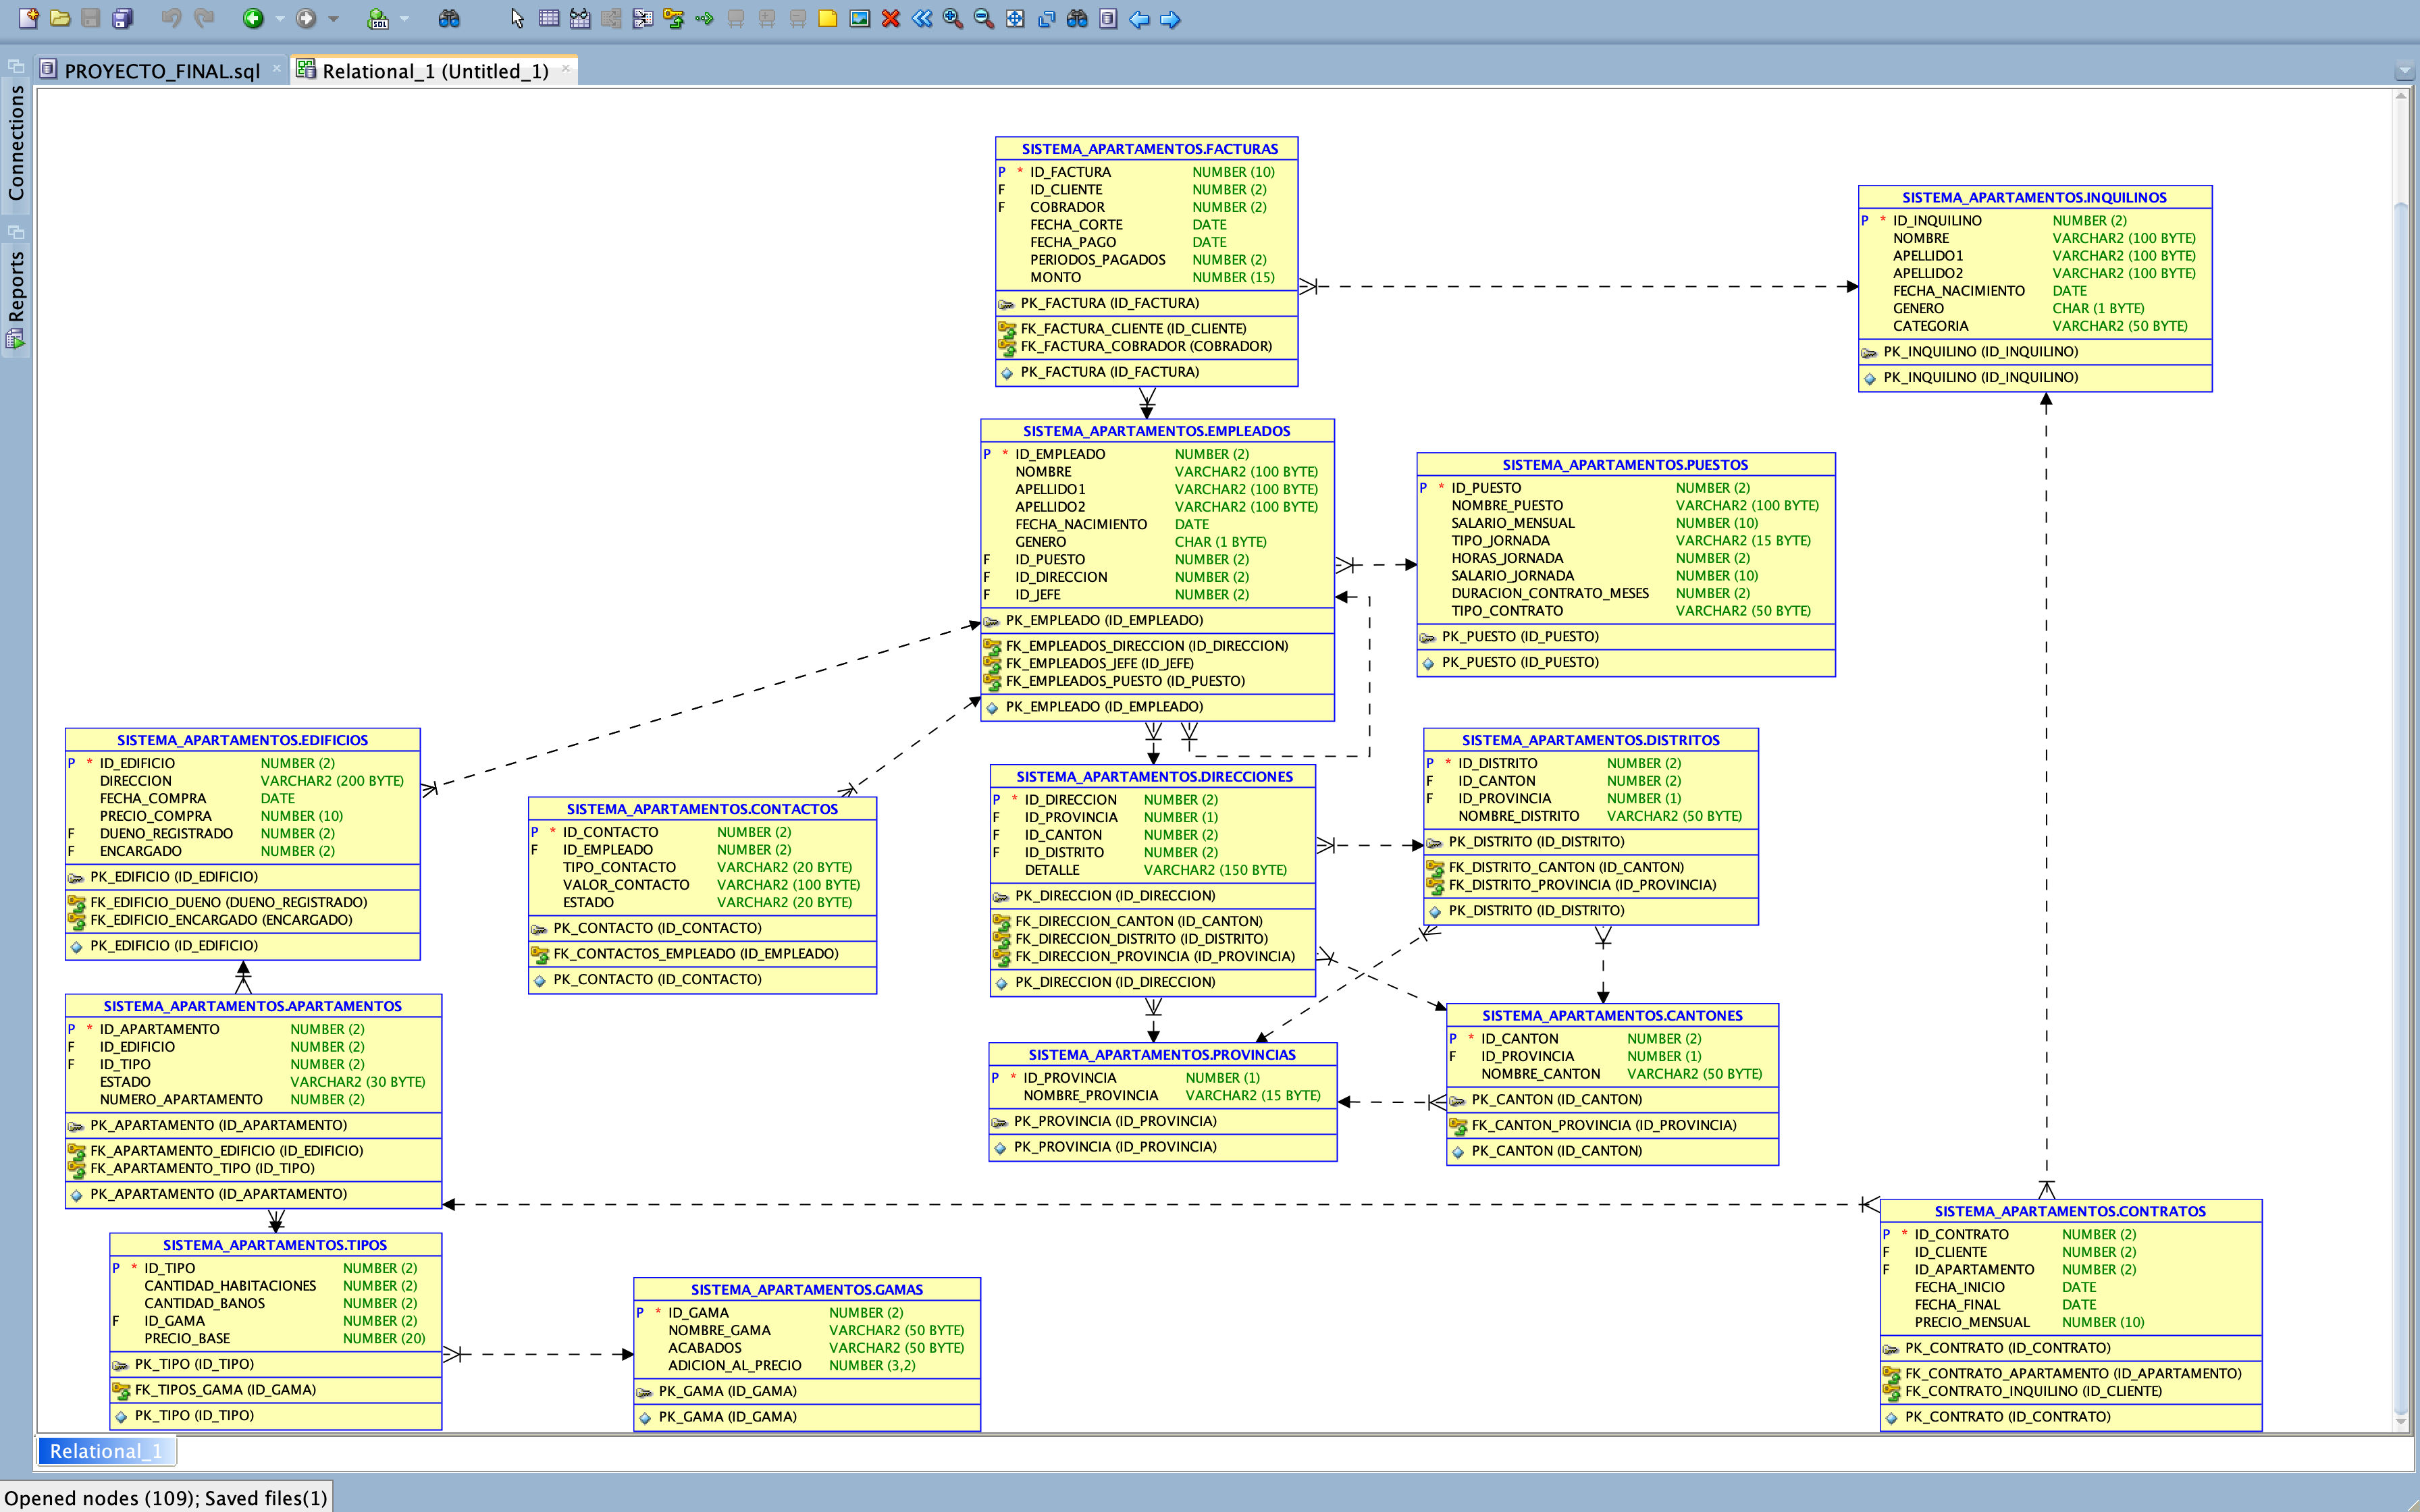 SQL
PROYECTO_FINAL.sql
Relational_1 (Untitled_1)
Connections
Reports
SISTEMA_APARTAMENTOS.FACTURAS
P * ID_FACTURA NUMBER (10)
F ID_CLIENTE NUMBER (2)
F COBRADOR NUMBER (2)
FECHA_CORTE DATE
FECHA_PAGO DATE
PERIODOS_PAGADOS NUMBER (2)
MONTO NUMBER (15)
PK_FACTURA (ID_FACTURA)
FK_FACTURA_CLIENTE (ID_CLIENTE)
FK_FACTURA_COBRADOR (COBRADOR)
PK_FACTURA (ID_FACTURA)
SISTEMA_APARTAMENTOS.INQUILINOS
P * ID_INQUILINO NUMBER (2)
NOMBRE VARCHAR2 (100 BYTE)
APELLIDO1 VARCHAR2 (100 BYTE)
APELLIDO2 VARCHAR2 (100 BYTE)
FECHA_NACIMIENTO DATE
GENERO CHAR (1 BYTE)
CATEGORIA VARCHAR2 (50 BYTE)
PK_INQUILINO (ID_INQUILINO)
PK_INQUILINO (ID_INQUILINO)
SISTEMA_APARTAMENTOS.EMPLEADOS
P * ID_EMPLEADO NUMBER (2)
NOMBRE VARCHAR2 (100 BYTE)
APELLIDO1 VARCHAR2 (100 BYTE)
APELLIDO2 VARCHAR2 (100 BYTE)
FECHA_NACIMIENTO DATE
GENERO CHAR (1 BYTE)
F ID_PUESTO NUMBER (2)
F ID_DIRECCION NUMBER (2)
F ID_JEFE NUMBER (2)
PK_EMPLEADO (ID_EMPLEADO)
FK_EMPLEADOS_DIRECCION (ID_DIRECCION)
FK_EMPLEADOS_JEFE (ID_JEFE)
FK_EMPLEADOS_PUESTO (ID_PUESTO)
PK_EMPLEADO (ID_EMPLEADO)
SISTEMA_APARTAMENTOS.PUESTOS
P * ID_PUESTO NUMBER (2)
NOMBRE_PUESTO VARCHAR2 (100 BYTE)
SALARIO_MENSUAL NUMBER (10)
TIPO_JORNADA VARCHAR2 (15 BYTE)
HORAS_JORNADA NUMBER (2)
SALARIO_JORNADA NUMBER (10)
DURACION_CONTRATO_MESES NUMBER (2)
TIPO_CONTRATO VARCHAR2 (50 BYTE)
PK_PUESTO (ID_PUESTO)
PK_PUESTO (ID_PUESTO)
SISTEMA_APARTAMENTOS.EDIFICIOS
P * ID_EDIFICIO NUMBER (2)
DIRECCION VARCHAR2 (200 BYTE)
FECHA_COMPRA DATE
PRECIO_COMPRA NUMBER (10)
F DUENO_REGISTRADO NUMBER (2)
F ENCARGADO NUMBER (2)
PK_EDIFICIO (ID_EDIFICIO)
FK_EDIFICIO_DUENO (DUENO_REGISTRADO)
FK_EDIFICIO_ENCARGADO (ENCARGADO)
PK_EDIFICIO (ID_EDIFICIO)
SISTEMA_APARTAMENTOS.CONTACTOS
P * ID_CONTACTO NUMBER (2)
F ID_EMPLEADO NUMBER (2)
TIPO_CONTACTO VARCHAR2 (20 BYTE)
VALOR_CONTACTO VARCHAR2 (100 BYTE)
ESTADO VARCHAR2 (20 BYTE)
PK_CONTACTO (ID_CONTACTO)
FK_CONTACTOS_EMPLEADO (ID_EMPLEADO)
PK_CONTACTO (ID_CONTACTO)
SISTEMA_APARTAMENTOS.DIRECCIONES
P * ID_DIRECCION NUMBER (2)
F ID_PROVINCIA NUMBER (1)
F ID_CANTON NUMBER (2)
F ID_DISTRITO NUMBER (2)
DETALLE VARCHAR2 (150 BYTE)
PK_DIRECCION (ID_DIRECCION)
FK_DIRECCION_CANTON (ID_CANTON)
FK_DIRECCION_DISTRITO (ID_DISTRITO)
FK_DIRECCION_PROVINCIA (ID_PROVINCIA)
PK_DIRECCION (ID_DIRECCION)
SISTEMA_APARTAMENTOS.DISTRITOS
P * ID_DISTRITO NUMBER (2)
F ID_CANTON NUMBER (2)
F ID_PROVINCIA NUMBER (1)
NOMBRE_DISTRITO VARCHAR2 (50 BYTE)
PK_DISTRITO (ID_DISTRITO)
FK_DISTRITO_CANTON (ID_CANTON)
FK_DISTRITO_PROVINCIA (ID_PROVINCIA)
PK_DISTRITO (ID_DISTRITO)
SISTEMA_APARTAMENTOS.APARTAMENTOS
P * ID_APARTAMENTO NUMBER (2)
F ID_EDIFICIO NUMBER (2)
F ID_TIPO NUMBER (2)
ESTADO VARCHAR2 (30 BYTE)
NUMERO_APARTAMENTO NUMBER (2)
PK_APARTAMENTO (ID_APARTAMENTO)
FK_APARTAMENTO_EDIFICIO (ID_EDIFICIO)
FK_APARTAMENTO_TIPO (ID_TIPO)
PK_APARTAMENTO (ID_APARTAMENTO)
SISTEMA_APARTAMENTOS.PROVINCIAS
P * ID_PROVINCIA NUMBER (1)
NOMBRE_PROVINCIA VARCHAR2 (15 BYTE)
PK_PROVINCIA (ID_PROVINCIA)
PK_PROVINCIA (ID_PROVINCIA)
SISTEMA_APARTAMENTOS.CANTONES
P * ID_CANTON NUMBER (2)
F ID_PROVINCIA NUMBER (1)
NOMBRE_CANTON VARCHAR2 (50 BYTE)
PK_CANTON (ID_CANTON)
FK_CANTON_PROVINCIA (ID_PROVINCIA)
PK_CANTON (ID_CANTON)
SISTEMA_APARTAMENTOS.TIPOS
P * ID_TIPO NUMBER (2)
CANTIDAD_HABITACIONES NUMBER (2)
CANTIDAD_BANOS NUMBER (2)
F ID_GAMA NUMBER (2)
PRECIO_BASE NUMBER (20)
PK_TIPO (ID_TIPO)
FK_TIPOS_GAMA (ID_GAMA)
PK_TIPO (ID_TIPO)
SISTEMA_APARTAMENTOS.GAMAS
P * ID_GAMA NUMBER (2)
NOMBRE_GAMA VARCHAR2 (50 BYTE)
ACABADOS VARCHAR2 (50 BYTE)
ADICION_AL_PRECIO NUMBER (3,2)
PK_GAMA (ID_GAMA)
PK_GAMA (ID_GAMA)
SISTEMA_APARTAMENTOS.CONTRATOS
P * ID_CONTRATO NUMBER (2)
F ID_CLIENTE NUMBER (2)
F ID_APARTAMENTO NUMBER (2)
FECHA_INICIO DATE
FECHA_FINAL DATE
PRECIO_MENSUAL NUMBER (10)
PK_CONTRATO (ID_CONTRATO)
FK_CONTRATO_APARTAMENTO (ID_APARTAMENTO)
FK_CONTRATO_INQUILINO (ID_CLIENTE)
PK_CONTRATO (ID_CONTRATO)
Relational_1
Opened nodes (109); Saved files(1)